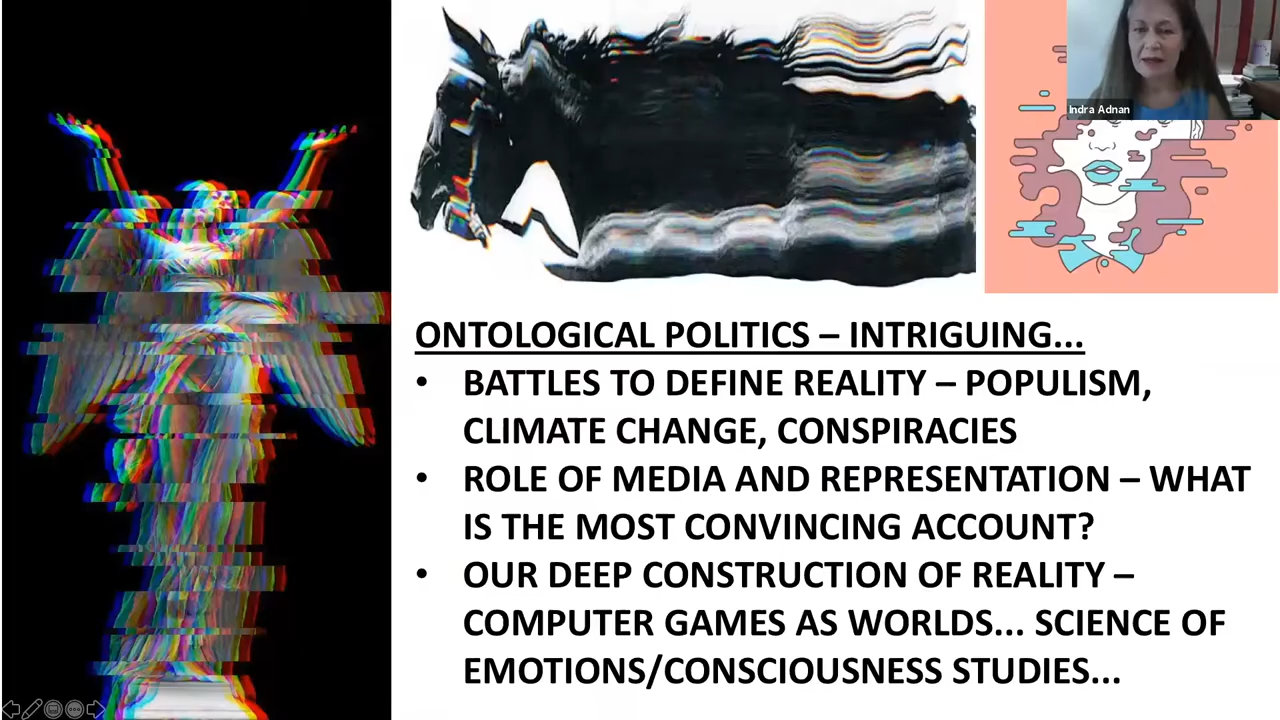 Indra Adnan
ONTOLOGICAL POLITICS – INTRIGUING...
• BATTLES TO DEFINE REALITY – POPULISM,
CLIMATE CHANGE, CONSPIRACIES
• ROLE OF MEDIA AND REPRESENTATION – WHAT
IS THE MOST CONVINCING ACCOUNT?
• OUR DEEP CONSTRUCTION OF REALITY –
COMPUTER GAMES AS WORLDS... SCIENCE OF
EMOTIONS/CONSCIOUSNESS STUDIES...